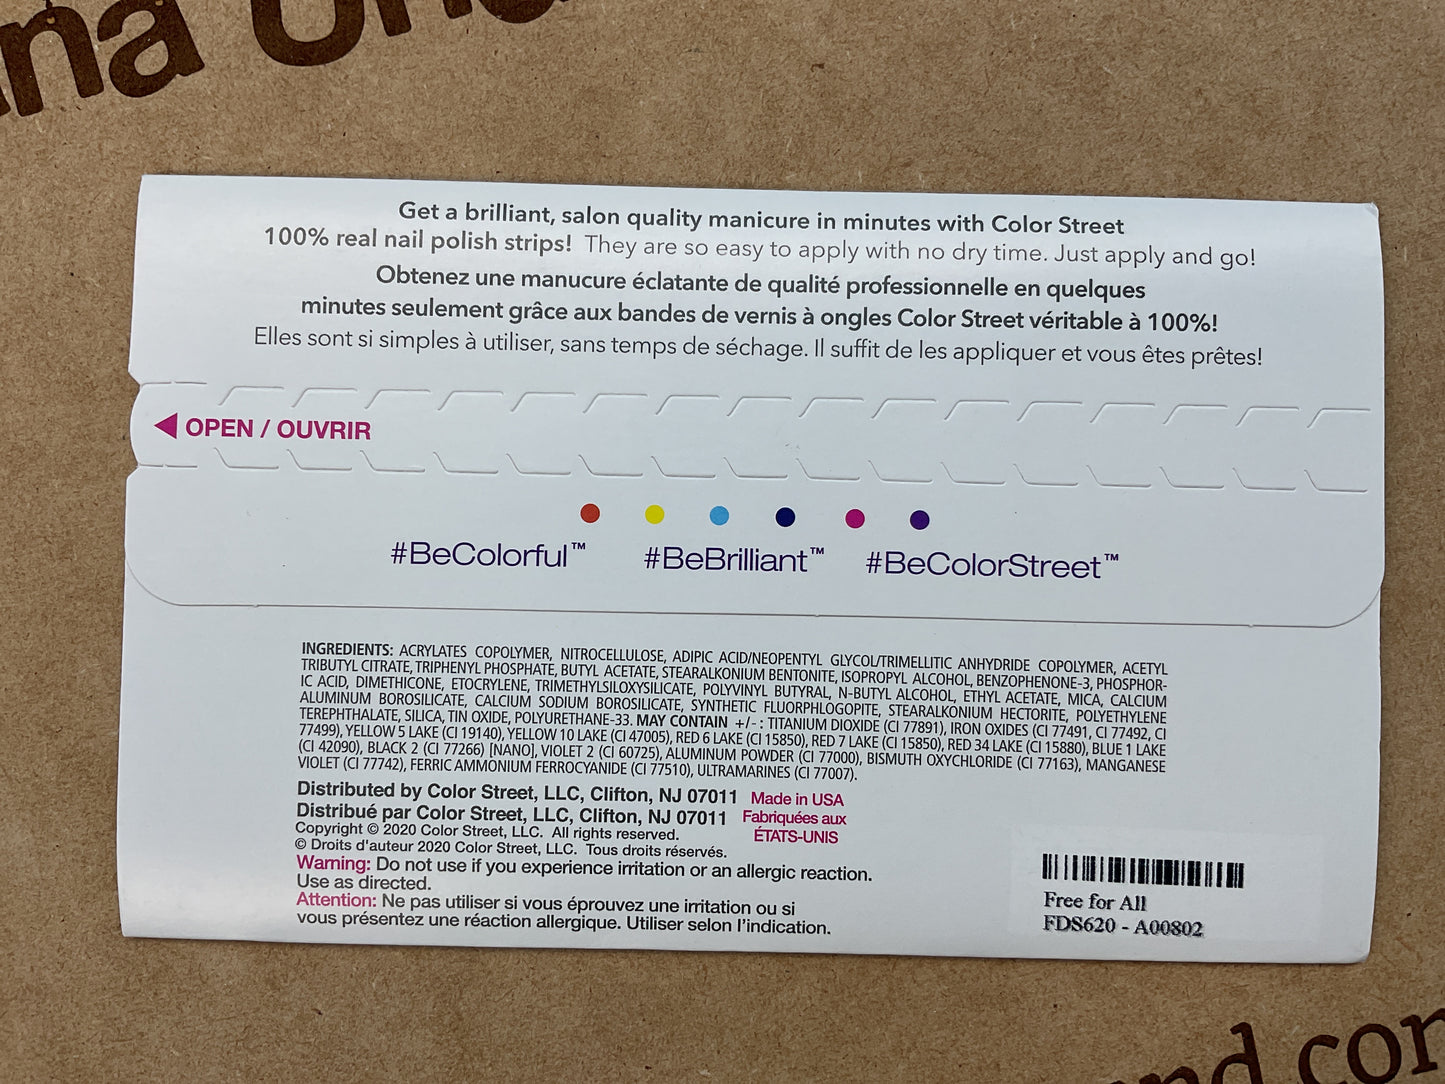 Get a brilliant, salon quality manicure in minutes with Color Street
100% real nail polish strips! They are so easy to apply with no dry time. Just apply and go!
Obtenez une manucure éclatante de qualité professionnelle en quelques
minutes seulement grâce aux bandes de vernis à ongles Color Street véritable à 100%!
Elles sont si simples à utiliser, sans temps de séchage. Il suffit de les appliquer et vous êtes prêtes!
OPEN / OUVRIR
#BeColorful™ #BeBrilliant™ #BeColorStreet™
INGREDIENTS: ACRYLATES COPOLYMER, NITROCELLULOSE, ADIPIC ACID/NEOPENTYL GLYCOL/TRIMELLITIC ANHYDRIDE COPOLYMER, ACETYL
TRIBUTYL CITRATE, TRIPHENYL PHOSPHATE, BUTYL ACETATE, STEARALKONIUM BENTONITE, ISOPROPYL ALCOHOL, BENZOPHENONE-3, PHOSPHOR-
IC ACID, DIMETHICONE, ETOCRYLENE, TRIMETHYLSILOXYSILICATE, POLYVINYL BUTYRAL, N-BUTYL ALCOHOL, ETHYL ACETATE, MICA, CALCIUM
ALUMINUM BOROSILICATE, CALCIUM SODIUM BOROSILICATE, SYNTHETIC FLUORPHLOGOPITE, STEARALKONIUM HECTORITE, POLYETHYLENE
TEREPHTHALATE, SILICA, TIN OXIDE, POLYURETHANE-33. MAY CONTAIN +/- : TITANIUM DIOXIDE (CI 77891), IRON OXIDES (CI 77491, CI 77492, CI
77499), YELLOW 5 LAKE (CI 19140), YELLOW 10 LAKE (CI 47005), RED 6 LAKE (CI 15850), RED 7 LAKE (CI 15850), RED 34 LAKE (CI 15880), BLUE 1 LAKE
(CI 42090), BLACK 2 (CI 77266) [NANO], VIOLET 2 (CI 60725), ALUMINUM POWDER (CI 77000), BISMUTH OXYCHLORIDE (CI 77163), MANGANESE
VIOLET (CI 77742), FERRIC AMMONIUM FERROCYANIDE (CI 77510), ULTRAMARINES (CI 77007).
Distributed by Color Street, LLC, Clifton, NJ 07011
Distribué par Color Street, LLC, Clifton, NJ 07011
Made in USA
Fabriquées aux
ÉTATS-UNIS
Copyright © 2020 Color Street, LLC. All rights reserved.
© Droits d'auteur 2020 Color Street, LLC. Tous droits réservés.
Warning: Do not use if you experience irritation or an allergic reaction.
Use as directed.
Attention: Ne pas utiliser si vous éprouvez une irritation ou si
vous présentez une réaction allergique. Utiliser selon l'indication.
Free for All
FDS620 - A00802